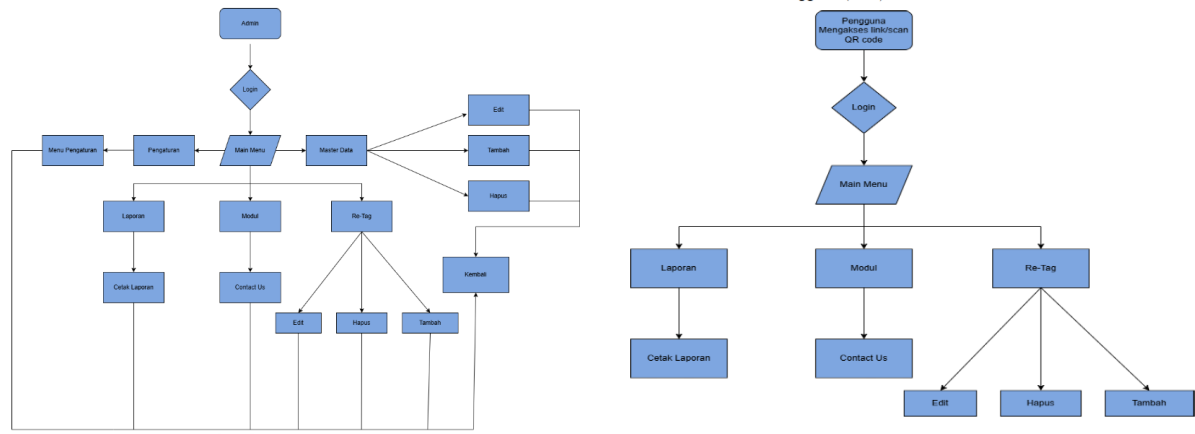 Admin
Login
Menu Pengaturan
Pengaturan
Main Menu
Master Data
Edit
Tambah
Hapus
Laporan
Modul
Re-Tag
Cetak Laporan
Contact Us
Kembali
Edit
Hapus
Tambah
Pengguna
Mengakses link/scan
QR code
Login
Main Menu
Laporan
Modul
Re-Tag
Cetak Laporan
Contact Us
Edit
Hapus
Tambah